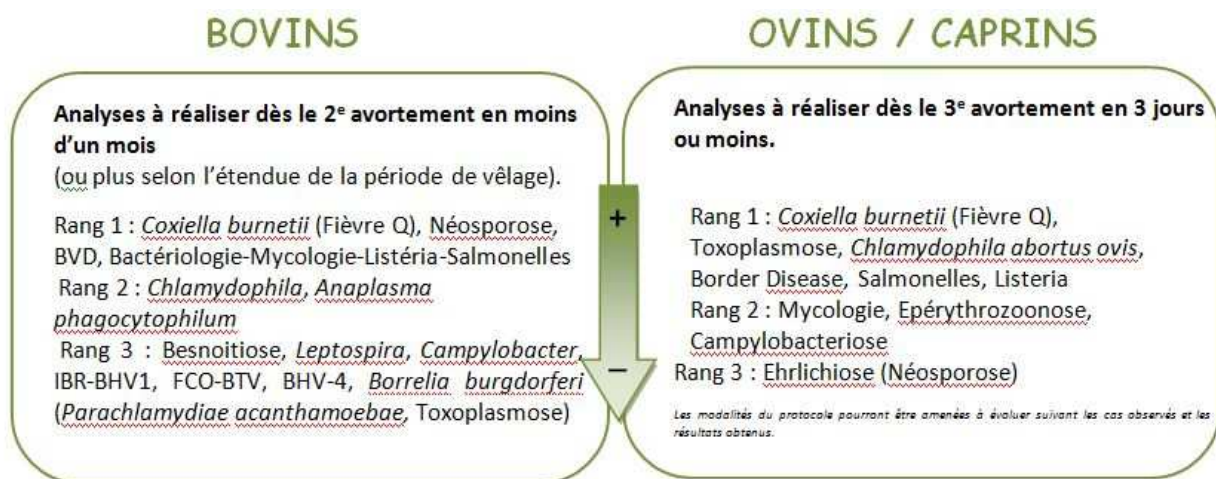 BOVINS
Analyses à réaliser dès le 2e avortement en moins
d'un mois
(ou plus selon l'étendue de la période de vêlage).
Rang 1 : Coxiella burnetii (Fièvre Q), Néosporose,
BVD, Bactériologie-Mycologie-Listéria-Salmonelles
Rang 2 : Chlamydophila, Anaplasma
phagocytophilum
Rang 3 : Besnoitiose, Leptospira, Campylobacter,
IBR-BHV1, FCO-BTV, BHV-4, Borrelia burgdorferi
(Parachlamydiae acanthamoebae, Toxoplasmose)
+
–
OVINS / CAPRINS
Analyses à réaliser dès le 3e avortement en 3 jours
ou moins.
Rang 1 : Coxiella burnetii (Fièvre Q),
Toxoplasmose, Chlamydophila abortus ovis,
Border Disease, Salmonelles, Listeria
Rang 2 : Mycologie, Epérythrozoonose,
Campylobacteriose
Rang 3 : Ehrlichiose (Néosporose)
Les modalités du protocole pourront être amenées à évoluer suivant les cas observés et les
résultats obtenus.